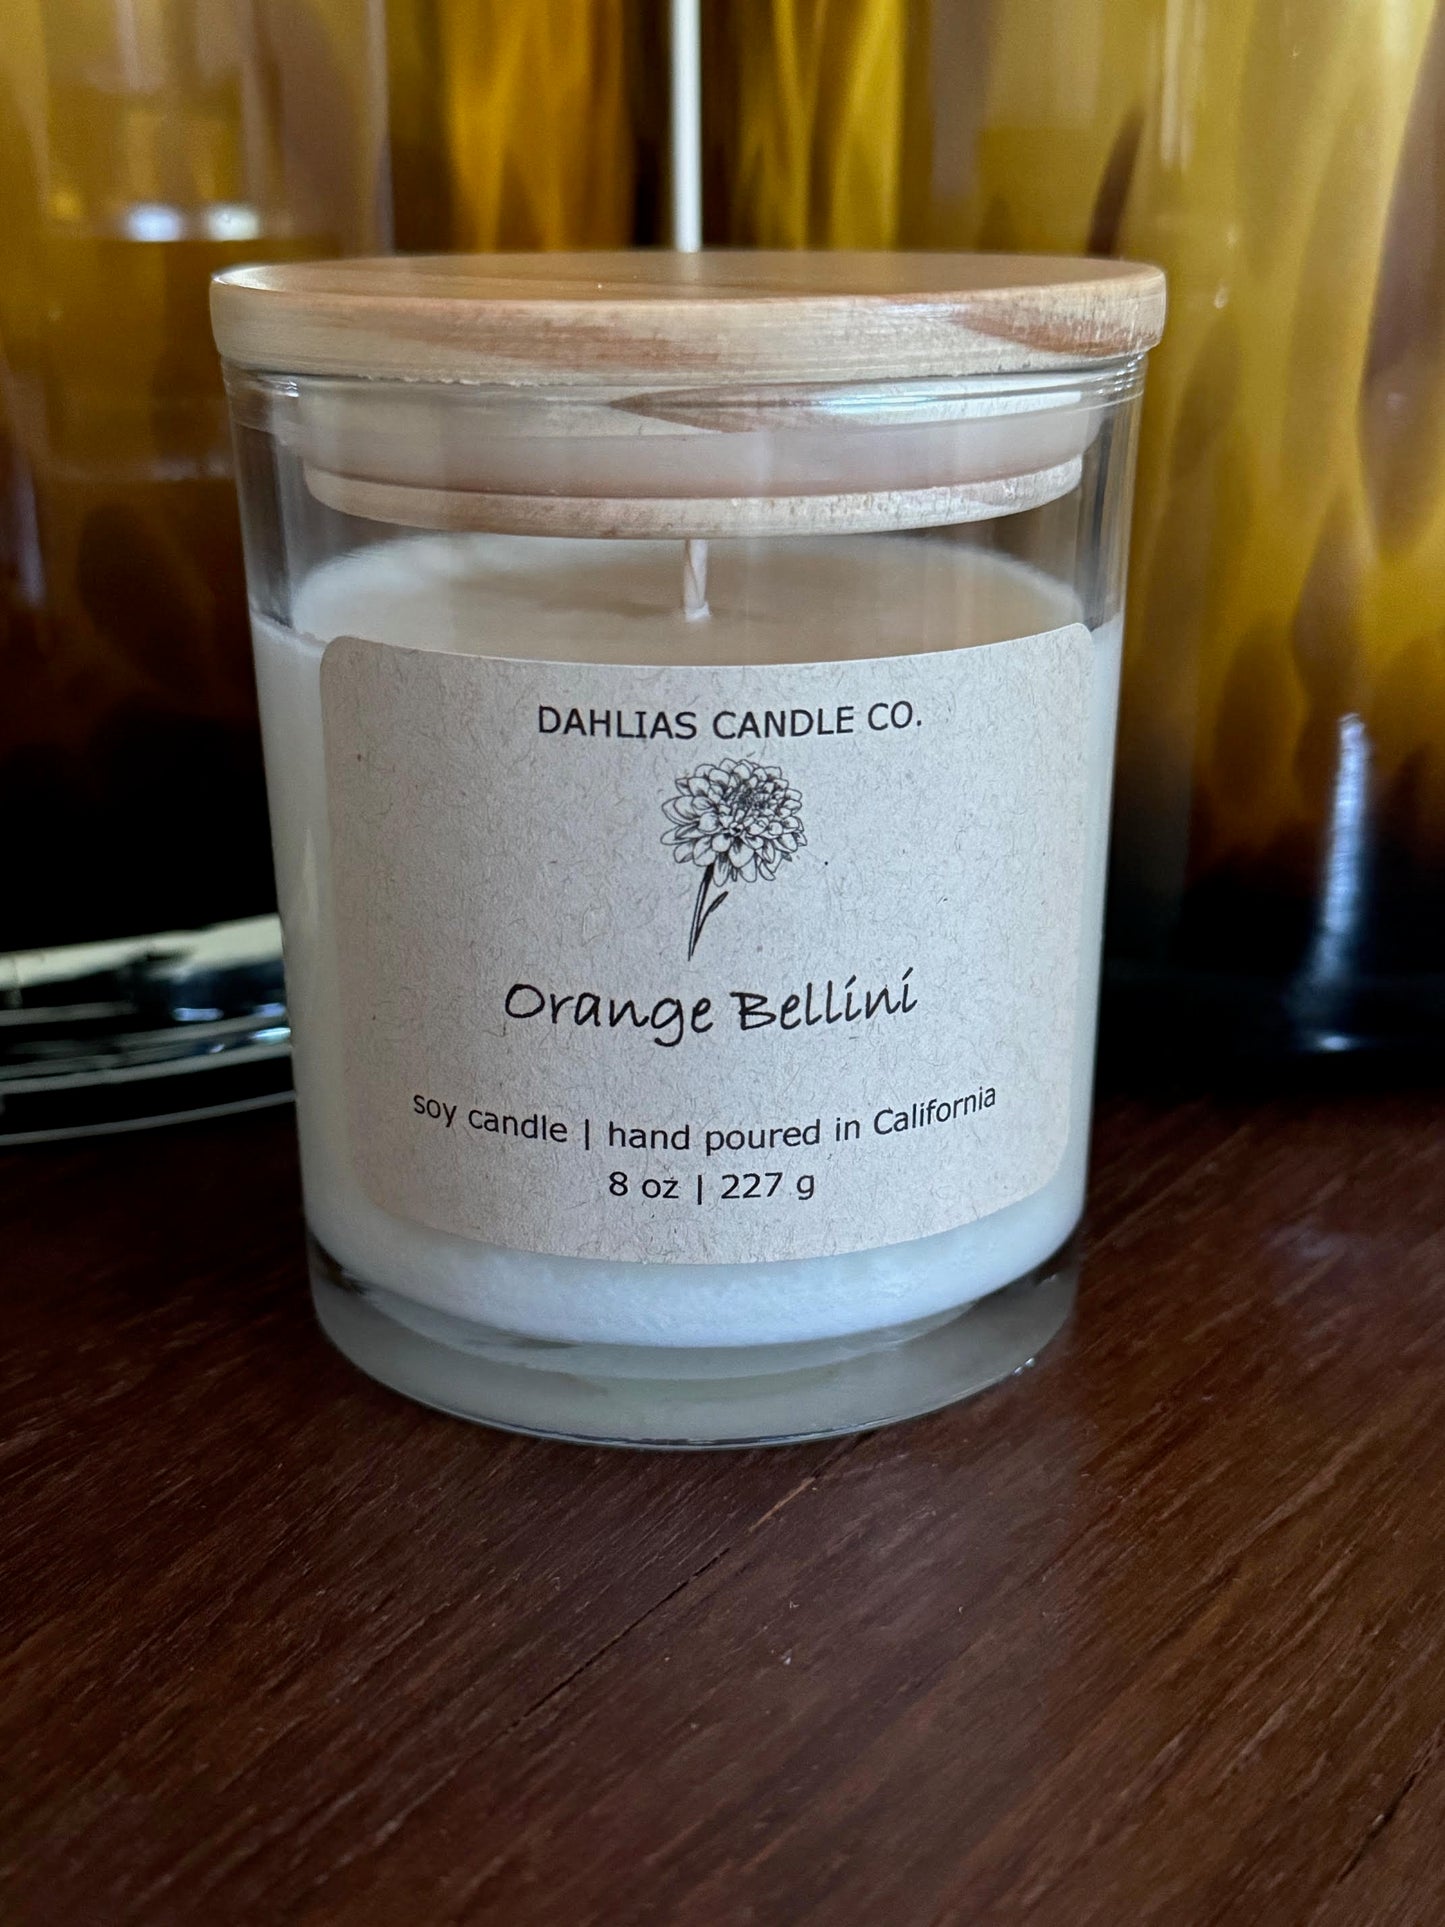 DAHLIAS CANDLE CO.
Orange Bellini
soy candle | hand poured in California
8 oz | 227 g